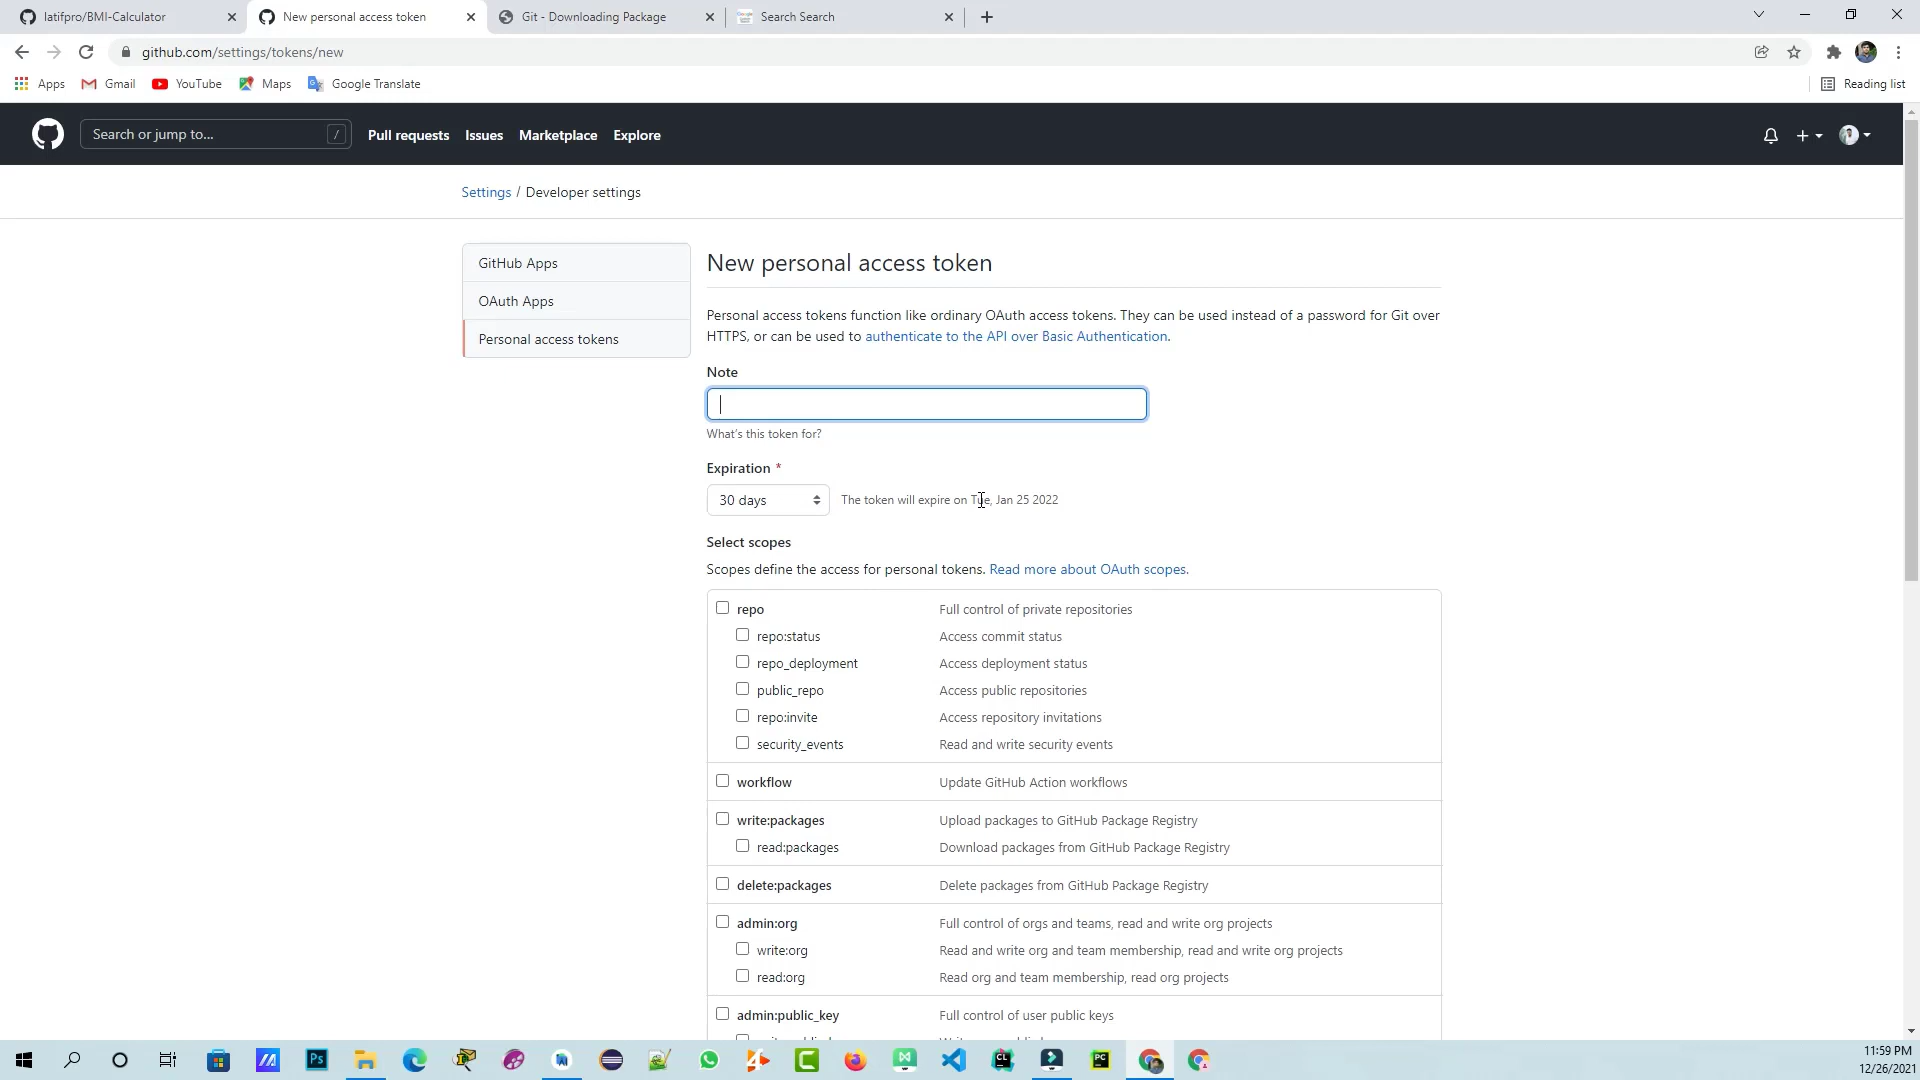 latifpro/BMI-Calculator
New personal access token
Git - Downloading Package
Search Search
github.com/settings/tokens/new
Apps
Gmail
YouTube
Maps
Google Translate
Reading list
Search or jump to...
/
Pull requests
Issues
Marketplace
Explore
Settings / Developer settings
GitHub Apps
OAuth Apps
Personal access tokens
New personal access token
Personal access tokens function like ordinary OAuth access tokens. They can be used instead of a password for Git over
HTTPS, or can be used to authenticate to the API over Basic Authentication.
Note
What's this token for?
Expiration *
30 days
The token will expire on Tue, Jan 25 2022
Select scopes
Scopes define the access for personal tokens. Read more about OAuth scopes.
repo Full control of private repositories
repo:status Access commit status
repo_deployment Access deployment status
public_repo Access public repositories
repo:invite Access repository invitations
security_events Read and write security events
workflow Update GitHub Action workflows
write:packages Upload packages to GitHub Package Registry
read:packages Download packages from GitHub Package Registry
delete:packages Delete packages from GitHub Package Registry
admin:org Full control of orgs and teams, read and write org projects
write:org Read and write org and team membership, read and write org projects
read:org Read org and team membership, read org projects
admin:public_key Full control of user public keys
Ps
CL
PC
11:59 PM
12/26/2021